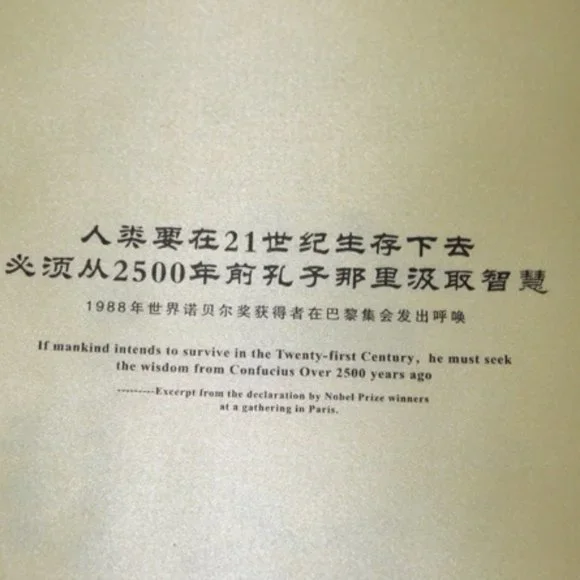 人类要在21世纪生存下去
必须从2500年前孔子那里汲取智慧
1988年世界诺贝尔奖获得者在巴黎集会发出呼唤
If mankind intends to survive in the Twenty-first Century, he must seek
the wisdom from Confucius Over 2500 years ago
---------Excerpt from the declaration by Nobel Prize winners
at a gathering in Paris.